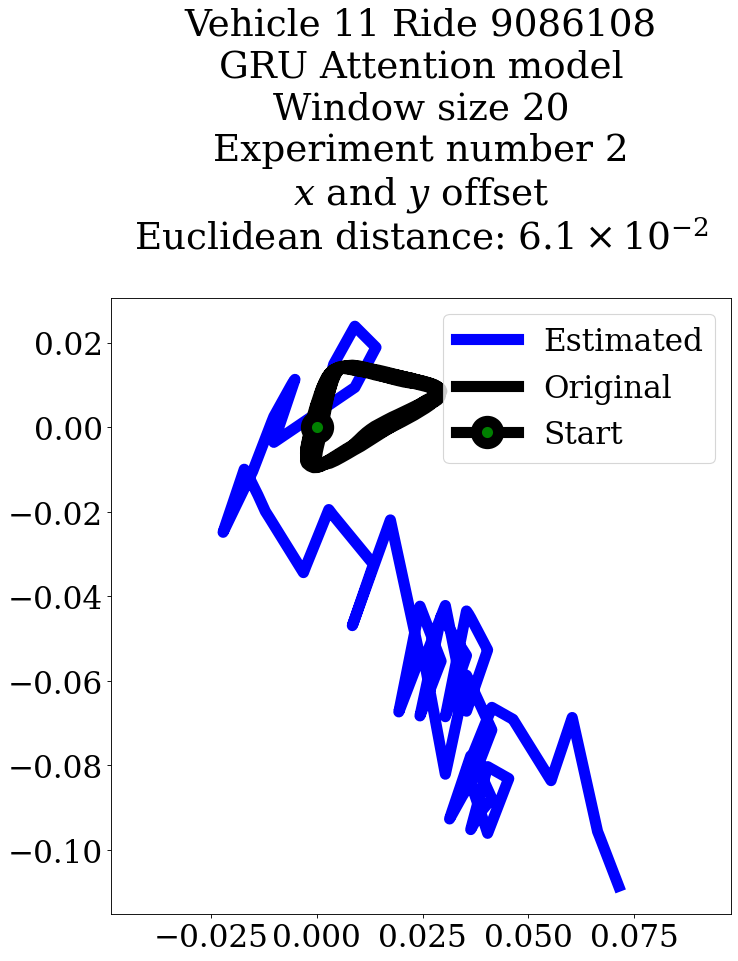 Vehicle 11 Ride 9086108
GRU Attention model
Window size 20
Experiment number 2
x and y offset
Euclidean distance: 6.1 × 10⁻²
Estimated
Original
Start
0.02
0.00
−0.02
−0.04
−0.06
−0.08
−0.10
−0.025 0.000 0.025 0.050 0.075